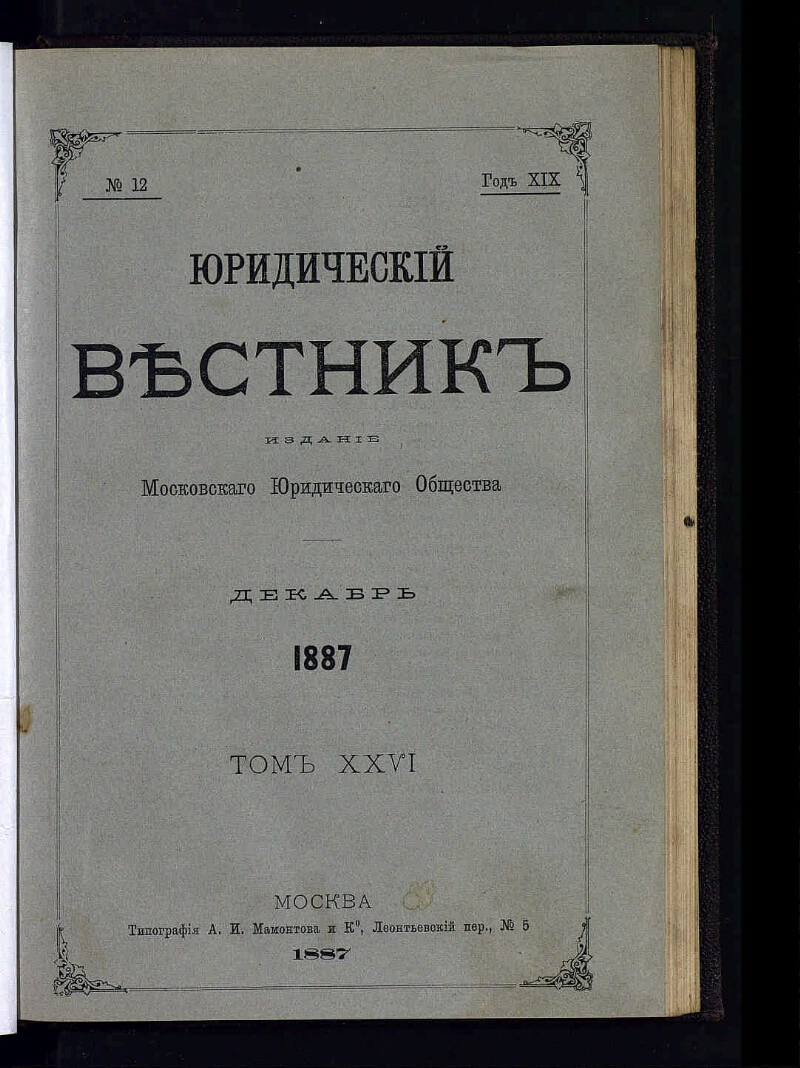 № 12
Годъ XIX
ЮРИДИЧЕСКІЙ
ВѢСТНИКЪ
ИЗДАНІЕ
Московскаго Юридическаго Общества
ДЕКАБРЬ
1887
ТОМЪ XXVI
МОСКВА
Типографія А. И. Мамонтова и К⁰, Леонтьевскій пер., № 5
1887